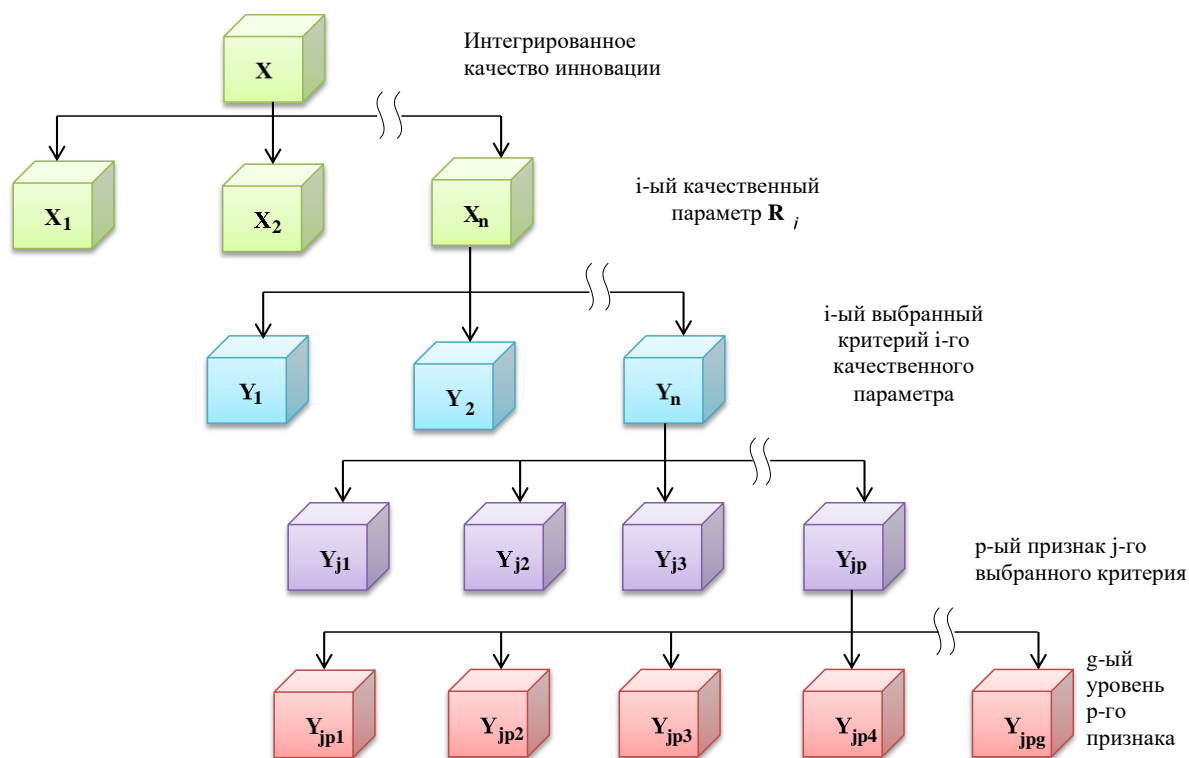 X
Интегрированное
качество инновации
X1
X2
Xn
i-ый качественный
параметр R i
Y1
Y 2
Yn
i-ый выбранный
критерий i-го
качественного
параметра
Yj1
Yj2
Yj3
Yjp
p-ый признак j-го
выбранного критерия
Yjp1
Yjp2
Yjp3
Yjp4
Yjpg
g-ый
уровень
p-го
признака